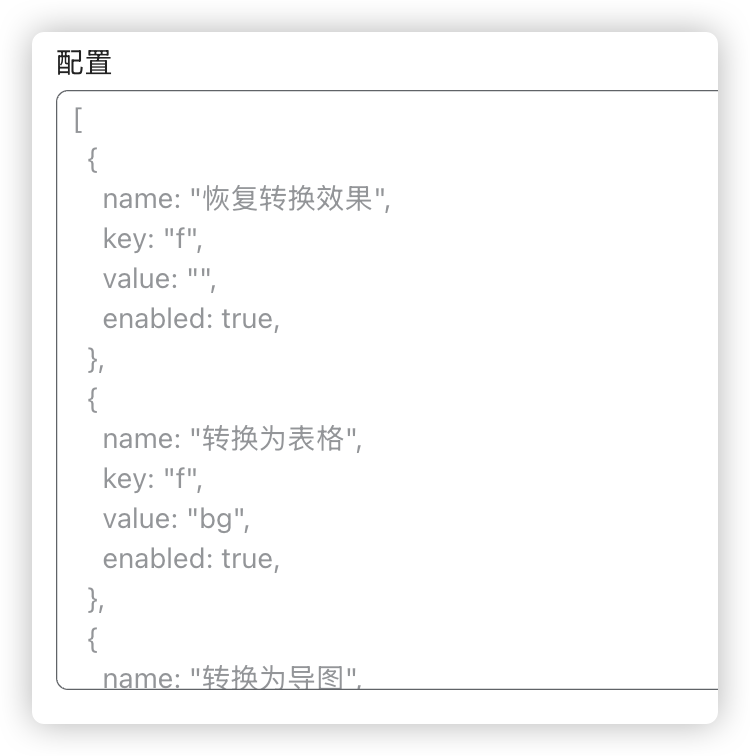 配置
[
{
name: "恢复转换效果",
key: "f",
value: "",
enabled: true,
},
{
name: "转换为表格",
key: "f",
value: "bg",
enabled: true,
},
{
name: "转换为导图",